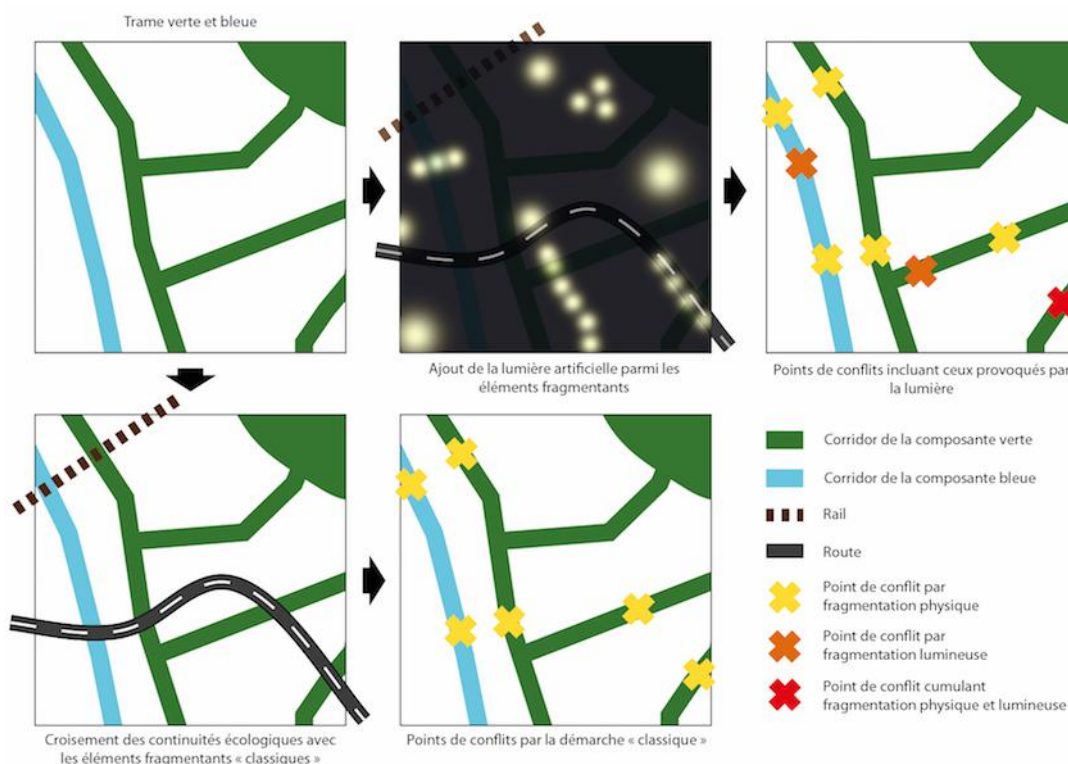 Trame verte et bleue
Ajout de la lumière artificielle parmi les
éléments fragmentants
Points de conflits incluant ceux provoqués par
la lumière
Croisement des continuités écologiques avec
les éléments fragmentants « classiques »
Points de conflits par la démarche « classique »
Corridor de la composante verte
Corridor de la composante bleue
Rail
Route
Point de conflit par
fragmentation physique
Point de conflit par
fragmentation lumineuse
Point de conflit cumulant
fragmentation physique et lumineuse